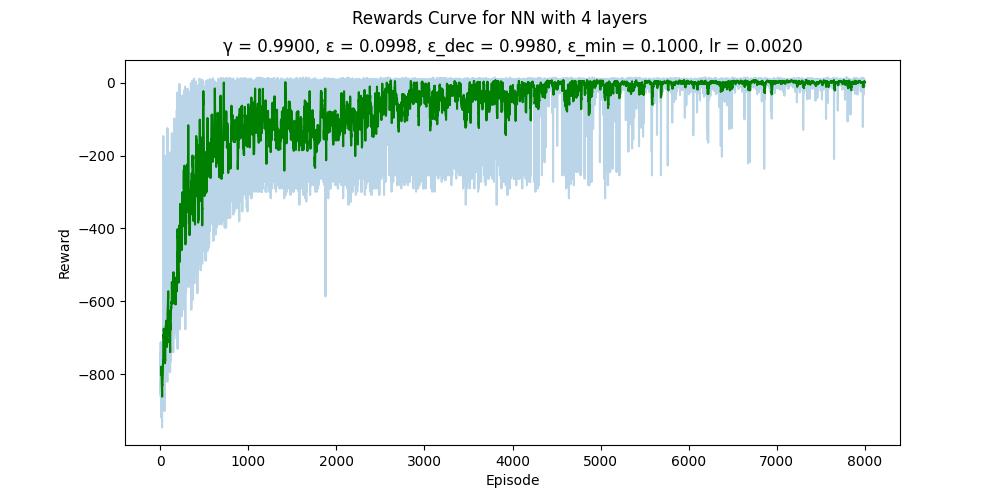 Rewards Curve for NN with 4 layers
γ = 0.9900, ε = 0.0998, ε_dec = 0.9980, ε_min = 0.1000, lr = 0.0020
0
−200
−400
−600
−800
Reward
0 1000 2000 3000 4000 5000 6000 7000 8000
Episode